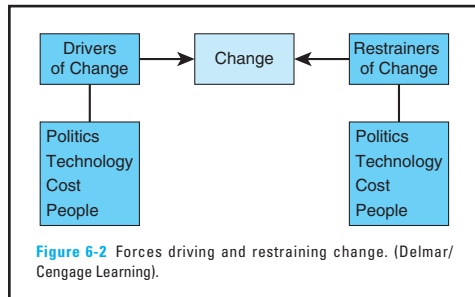 Drivers
of Change
Change
Restrainers
of Change
Politics
Technology
Cost
People
Politics
Technology
Cost
People
Figure 6-2 Forces driving and restraining change. (Delmar/
Cengage Learning).